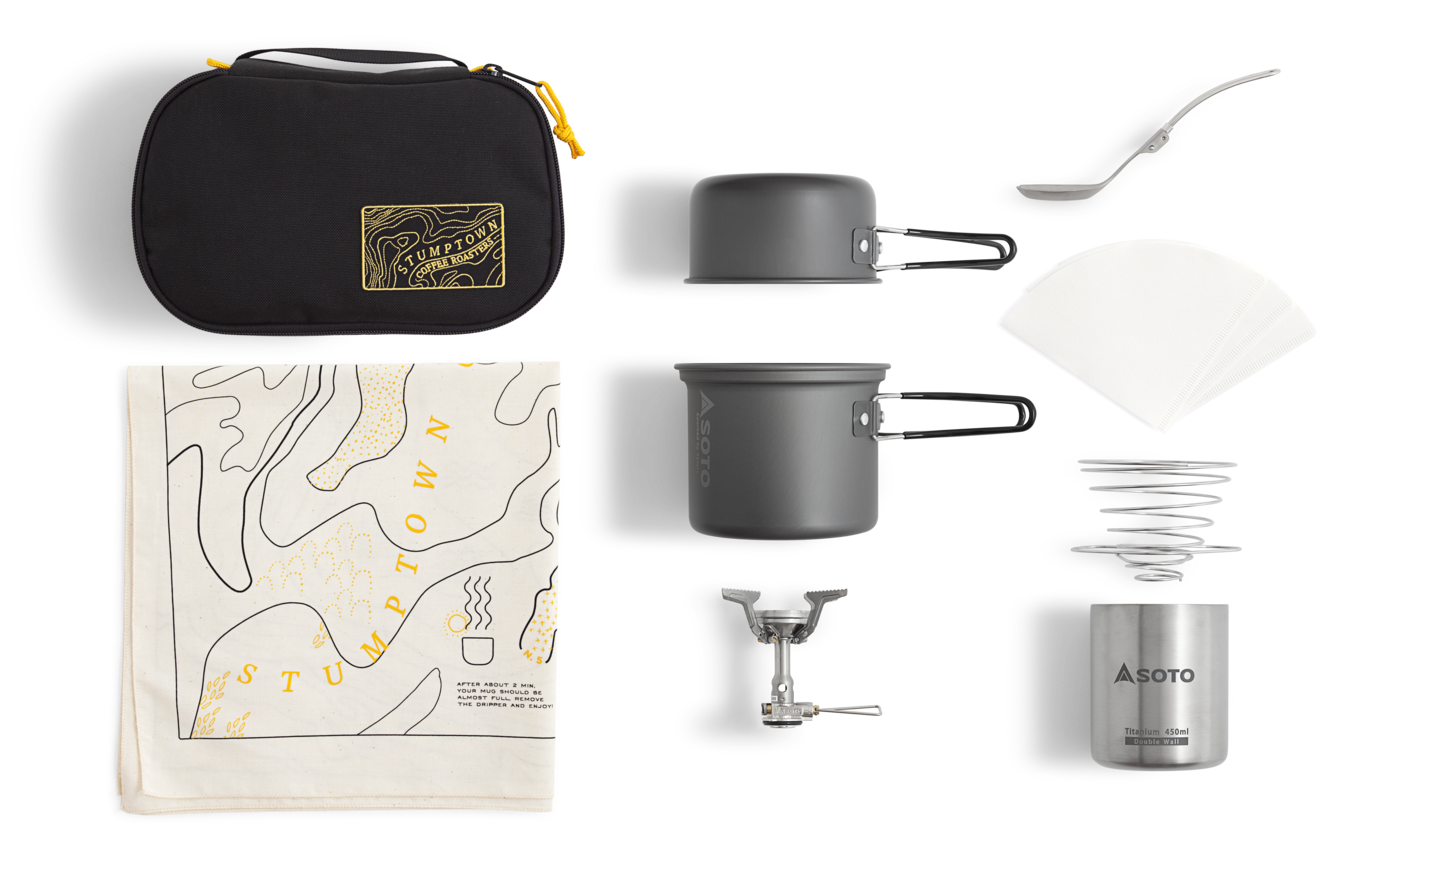 STUMPTOWN
COFFEE ROASTERS
STUMPTOWN
AFTER ABOUT 2 MIN,
YOUR MUG SHOULD BE
ALMOST FULL, REMOVE
THE DRIPPER AND ENJOY!
N.S
SOTO
SOTO
Titanium 450ml
Double Wall